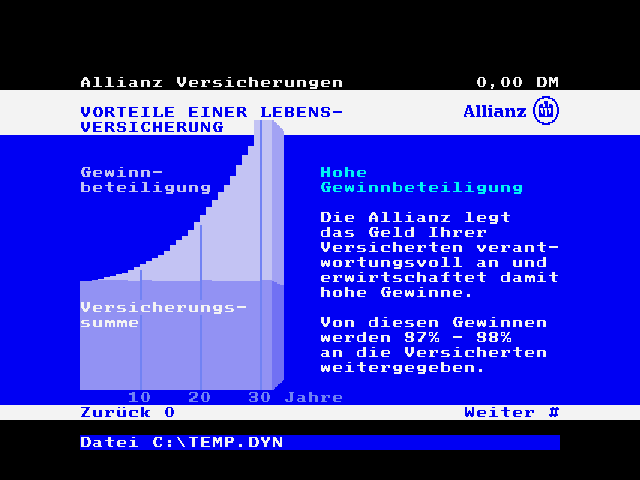 Allianz Versicherungen 0,00 DM
VORTEILE EINER LEBENS-
VERSICHERUNG
Allianz
Gewinn-
beteiligung
Hohe
Gewinnbeteiligung
Die Allianz legt
das Geld Ihrer
Versicherten verant-
wortungsvoll an und
erwirtschaftet damit
hohe Gewinne.
Versicherungs-
summe
Von diesen Gewinnen
werden 97% - 98%
an die Versicherten
weitergegeben.
10 20 30 Jahre
Zurück 0 Weiter #
Datei C:\TEMP.DYN